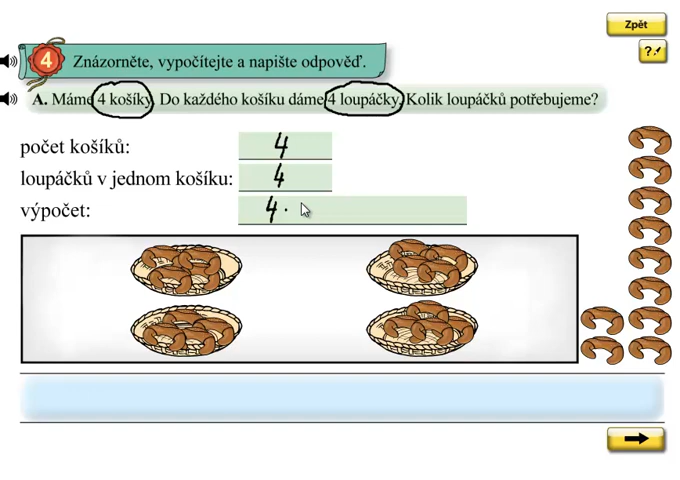 Zpět
?
4 Znázorněte, vypočítejte a napište odpověď.
A. Máme 4 košíky. Do každého košíku dáme 4 loupáčky. Kolik loupáčků potřebujeme?
počet košíků: 4
loupáčků v jednom košíku: 4
výpočet: 4 ·